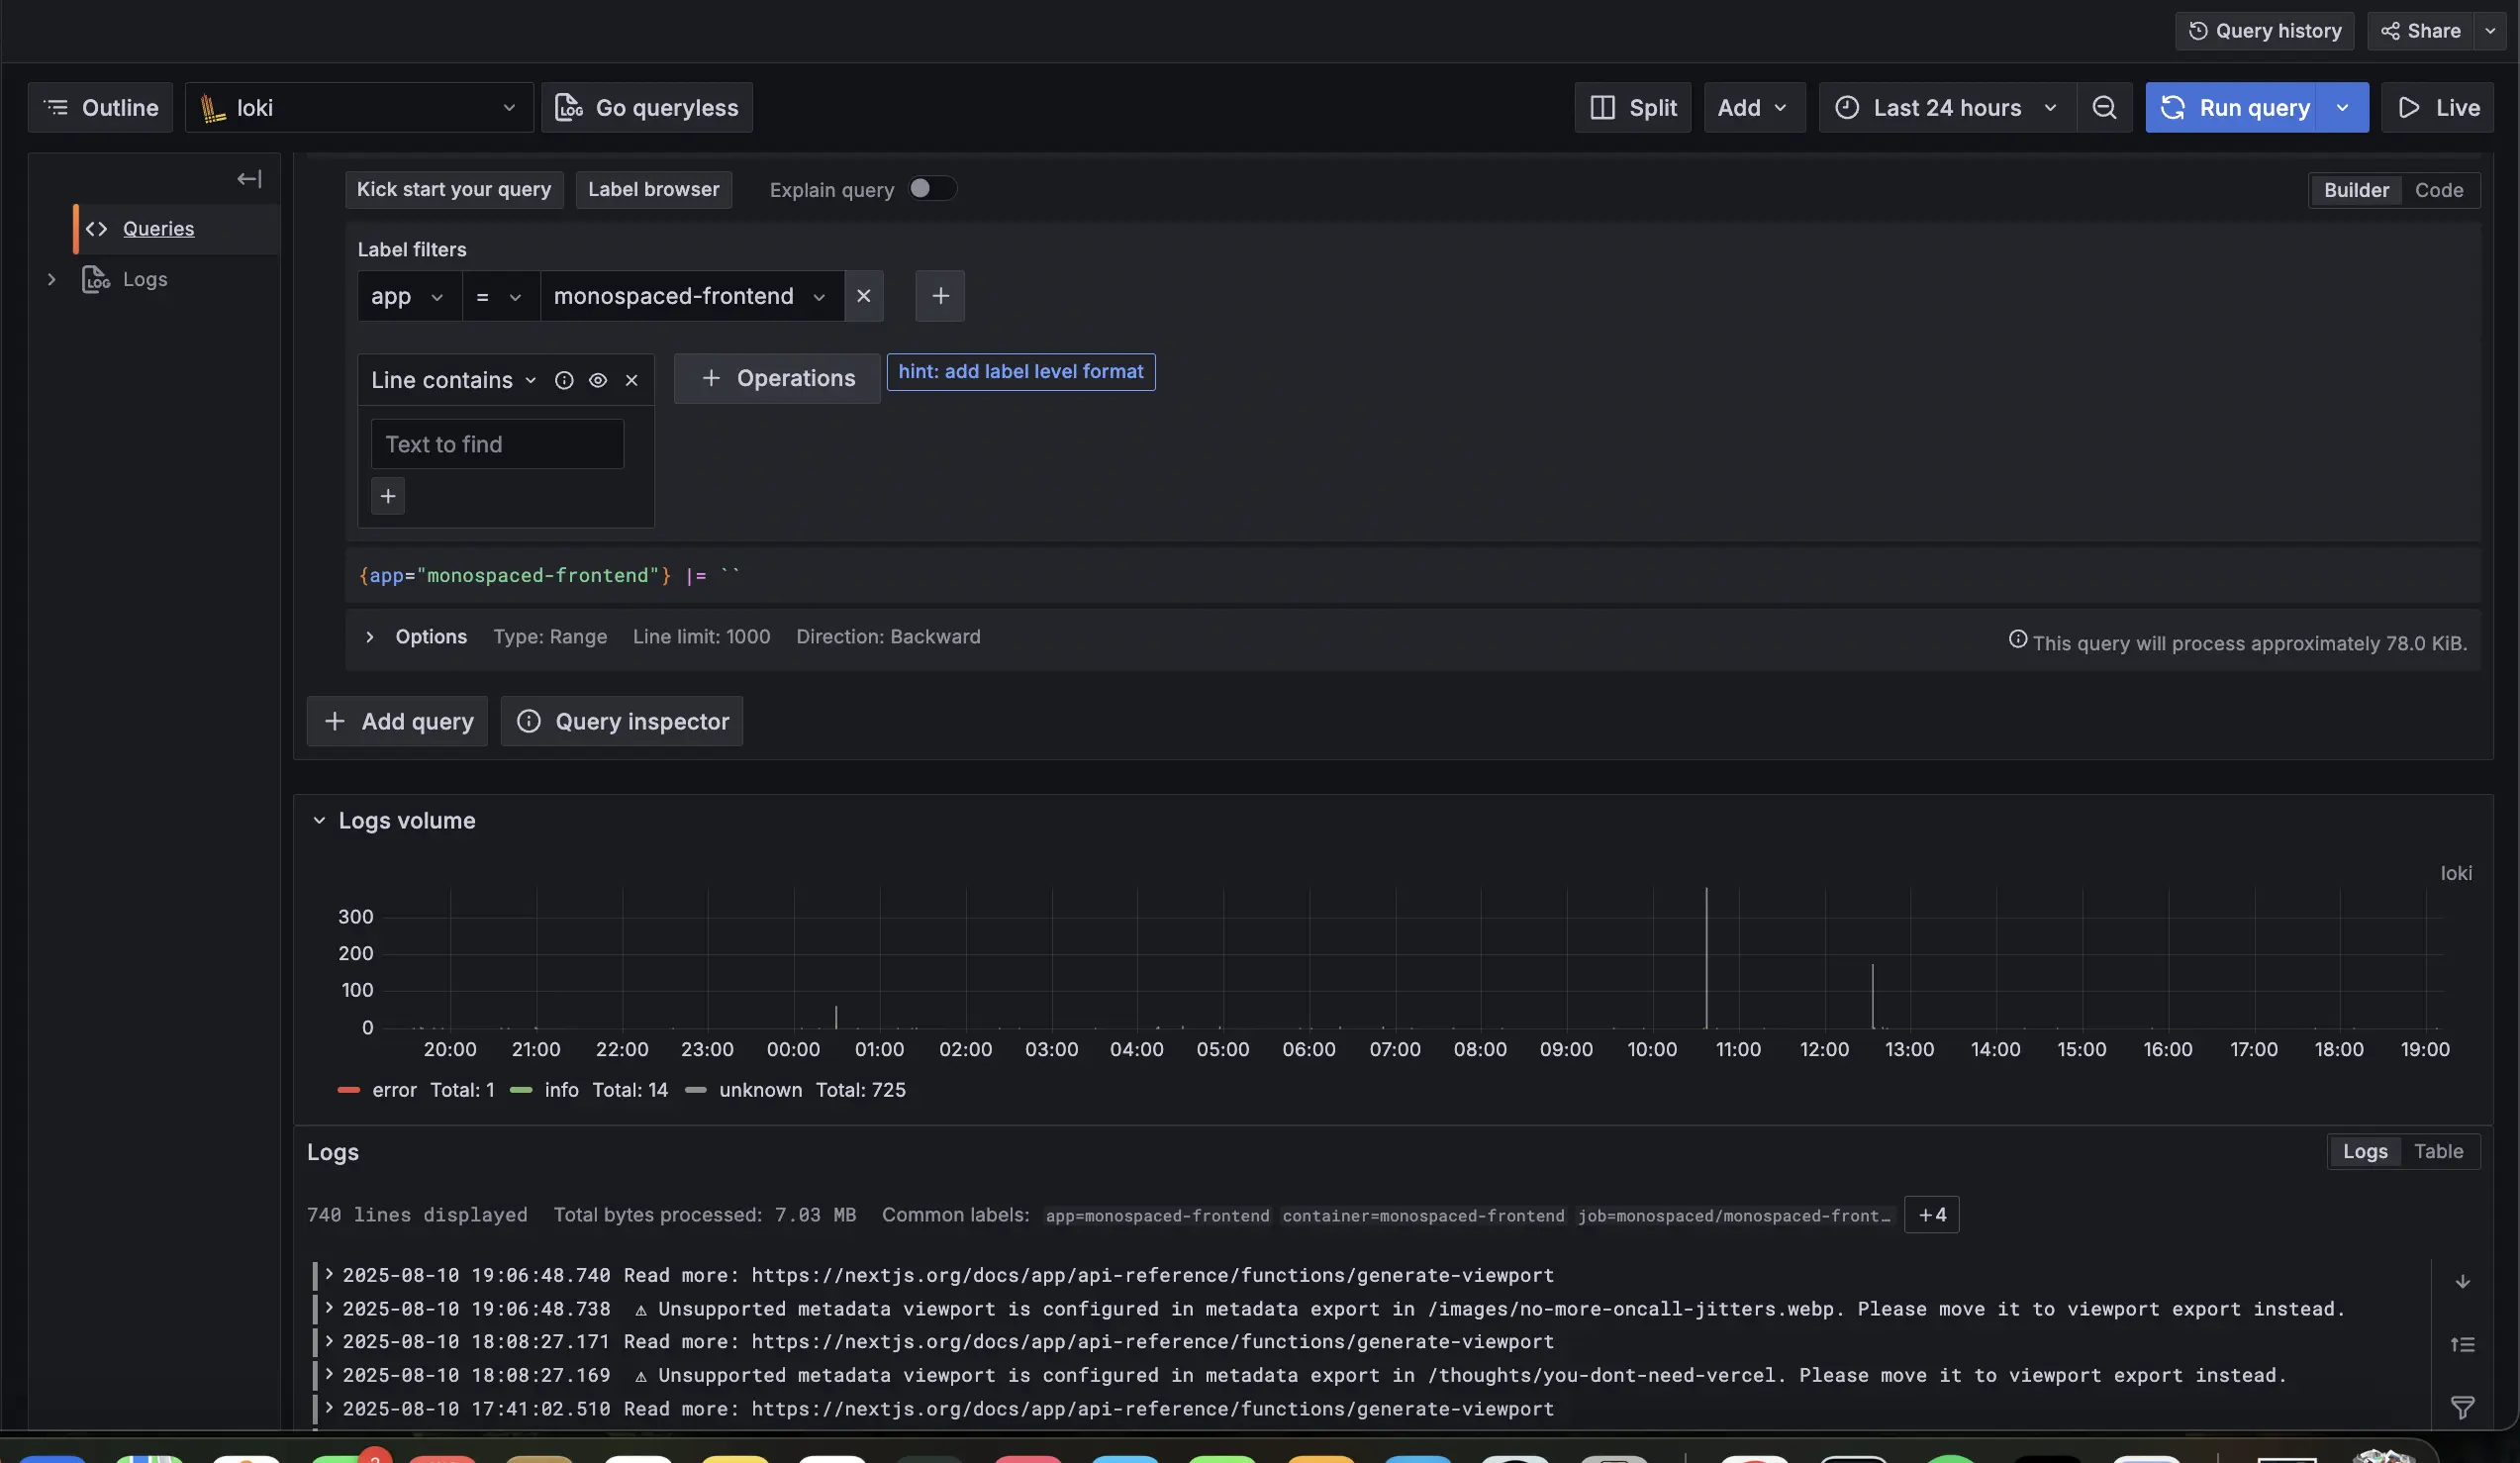 Query history Share
Outline loki Go queryless Split Add Last 24 hours Run query Live
Kick start your query Label browser Explain query Builder Code
Queries
Logs
Label filters
app = monospaced-frontend
Line contains Operations hint: add label level format
Text to find
{app="monospaced-frontend"} |= ``
Options Type: Range Line limit: 1000 Direction: Backward This query will process approximately 78.0 KiB.
Add query Query inspector
Logs volume
loki
300
200
100
0
20:00 21:00 22:00 23:00 00:00 01:00 02:00 03:00 04:00 05:00 06:00 07:00 08:00 09:00 10:00 11:00 12:00 13:00 14:00 15:00 16:00 17:00 18:00 19:00
error Total: 1 info Total: 14 unknown Total: 725
Logs Logs Table
740 lines displayed Total bytes processed: 7.03 MB Common labels: app=monospaced-frontend container=monospaced-frontend job=monospaced/monospaced-front… +4
2025-08-10 19:06:48.740 Read more: https://nextjs.org/docs/app/api-reference/functions/generate-viewport
2025-08-10 19:06:48.738 ⚠ Unsupported metadata viewport is configured in metadata export in /images/no-more-oncall-jitters.webp. Please move it to viewport export instead.
2025-08-10 18:08:27.171 Read more: https://nextjs.org/docs/app/api-reference/functions/generate-viewport
2025-08-10 18:08:27.169 ⚠ Unsupported metadata viewport is configured in metadata export in /thoughts/you-dont-need-vercel. Please move it to viewport export instead.
2025-08-10 17:41:02.510 Read more: https://nextjs.org/docs/app/api-reference/functions/generate-viewport